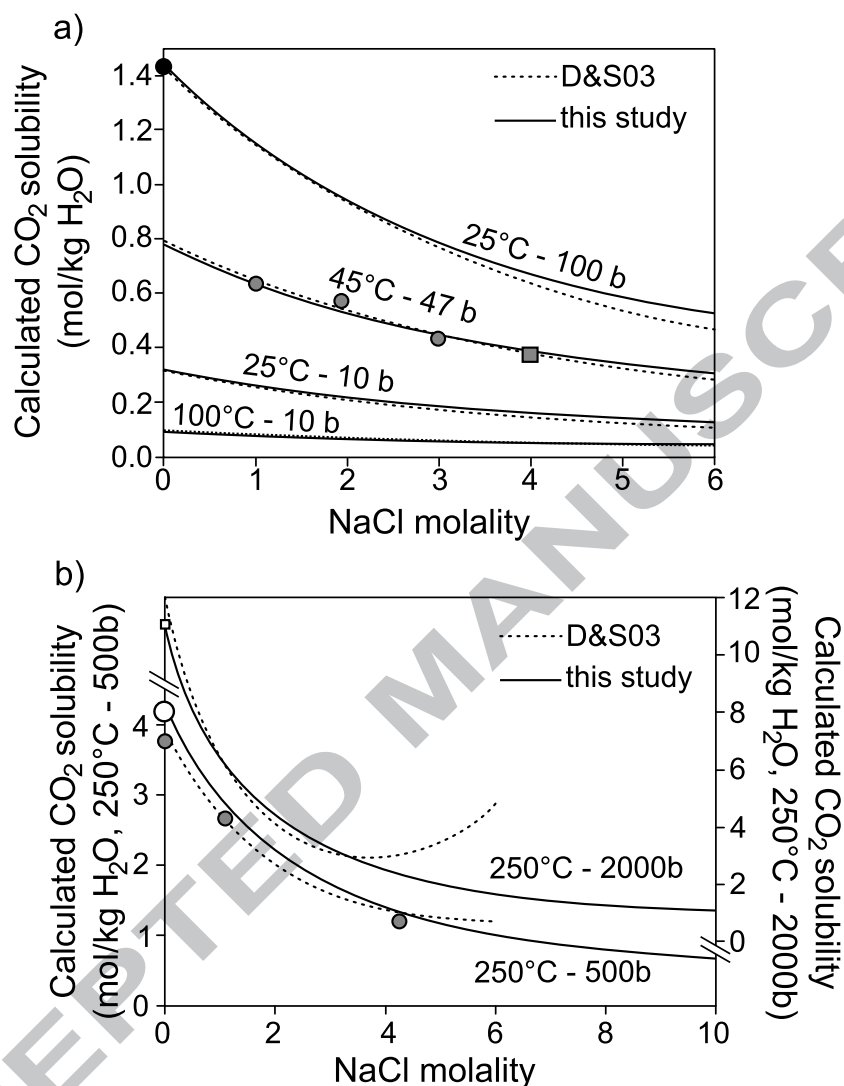 a)
Calculated CO2 solubility
(mol/kg H2O)
1.4
1.2
1.0
0.8
0.6
0.4
0.2
0.0
D&S03
this study
25°C - 100 b
45°C - 47 b
25°C - 10 b
100°C - 10 b
0 1 2 3 4 5 6
NaCl molality
b)
Calculated CO2 solubility
(mol/kg H2O, 250°C - 500b)
4
3
2
1
0
D&S03
this study
250°C - 2000b
250°C - 500b
12
10
8
6
4
2
0
Calculated CO2 solubility
(mol/kg H2O, 250°C - 2000b)
0 2 4 6 8 10
NaCl molality
EPTED MANUSCR